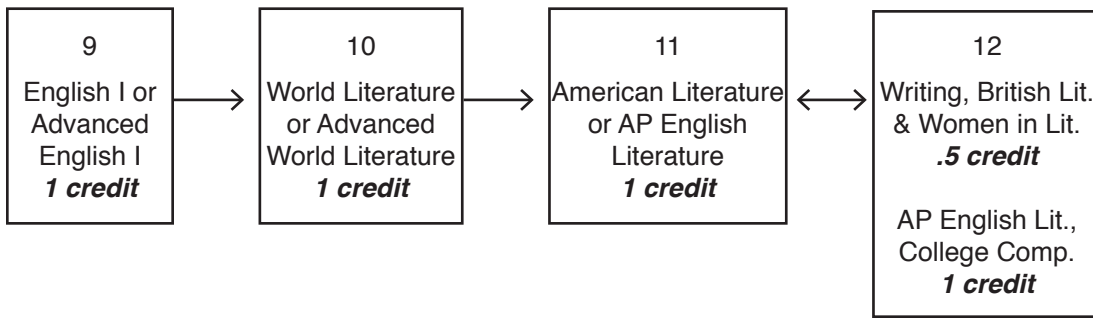 9
English I or
Advanced
English I
1 credit
10
World Literature
or Advanced
World Literature
1 credit
11
American Literature
or AP English
Literature
1 credit
12
Writing, British Lit.
& Women in Lit.
.5 credit
AP English Lit.,
College Comp.
1 credit